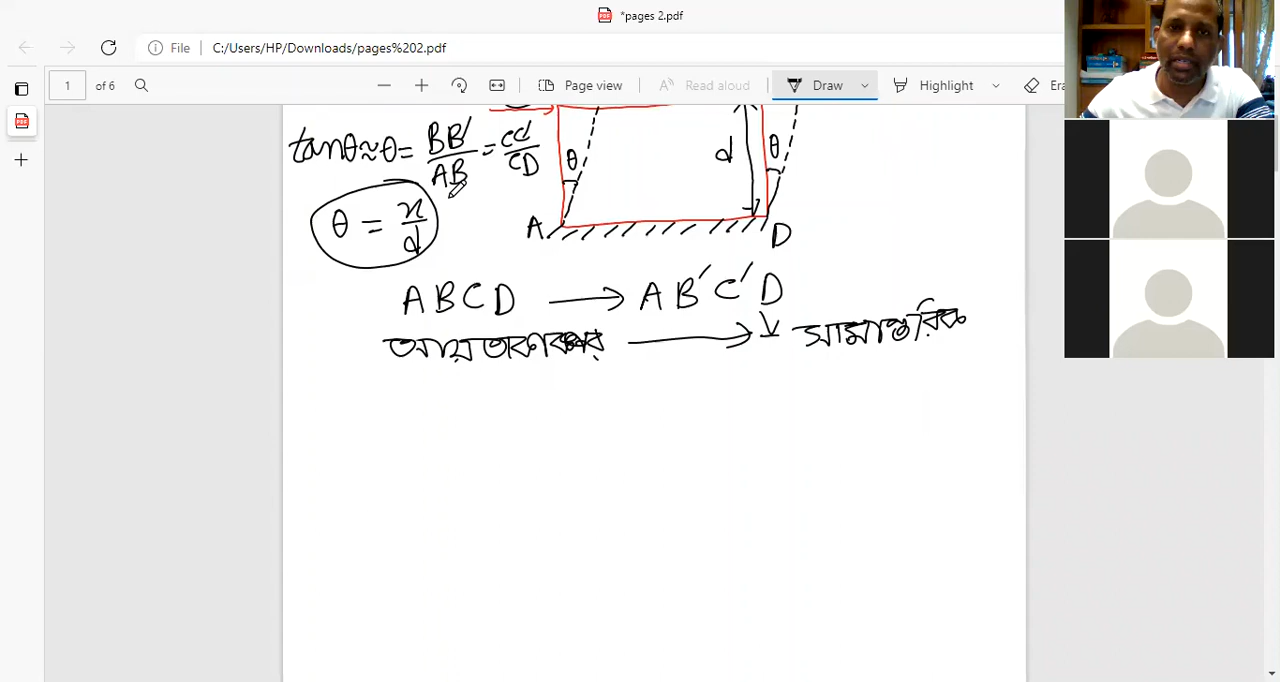 *pages 2.pdf
File C:/Users/HP/Downloads/pages%202.pdf
1 of 6 Page view Read aloud Draw Highlight Era
tanθ≈θ= BB′/AB = CC′/CD
θ d θ
θ = x/d
A D
ABCD → AB′C′D
আয়তাকার → সামান্তরিক